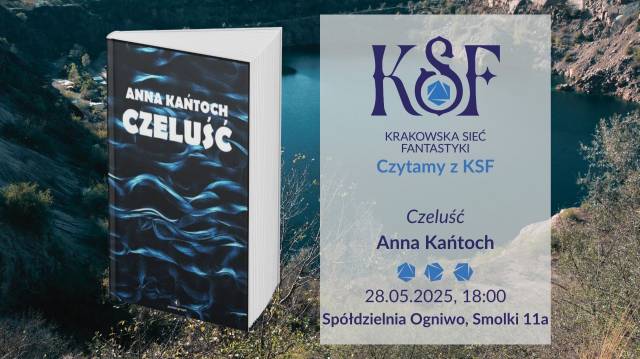 ANNA KAŃTOCH
CZELUŚĆ
KSF
KRAKOWSKA SIEĆ
FANTASTYKI
Czytamy z KSF
Czeluść
Anna Kańtoch
28.05.2025, 18:00
Spółdzielnia Ogniwo, Smolki 11a